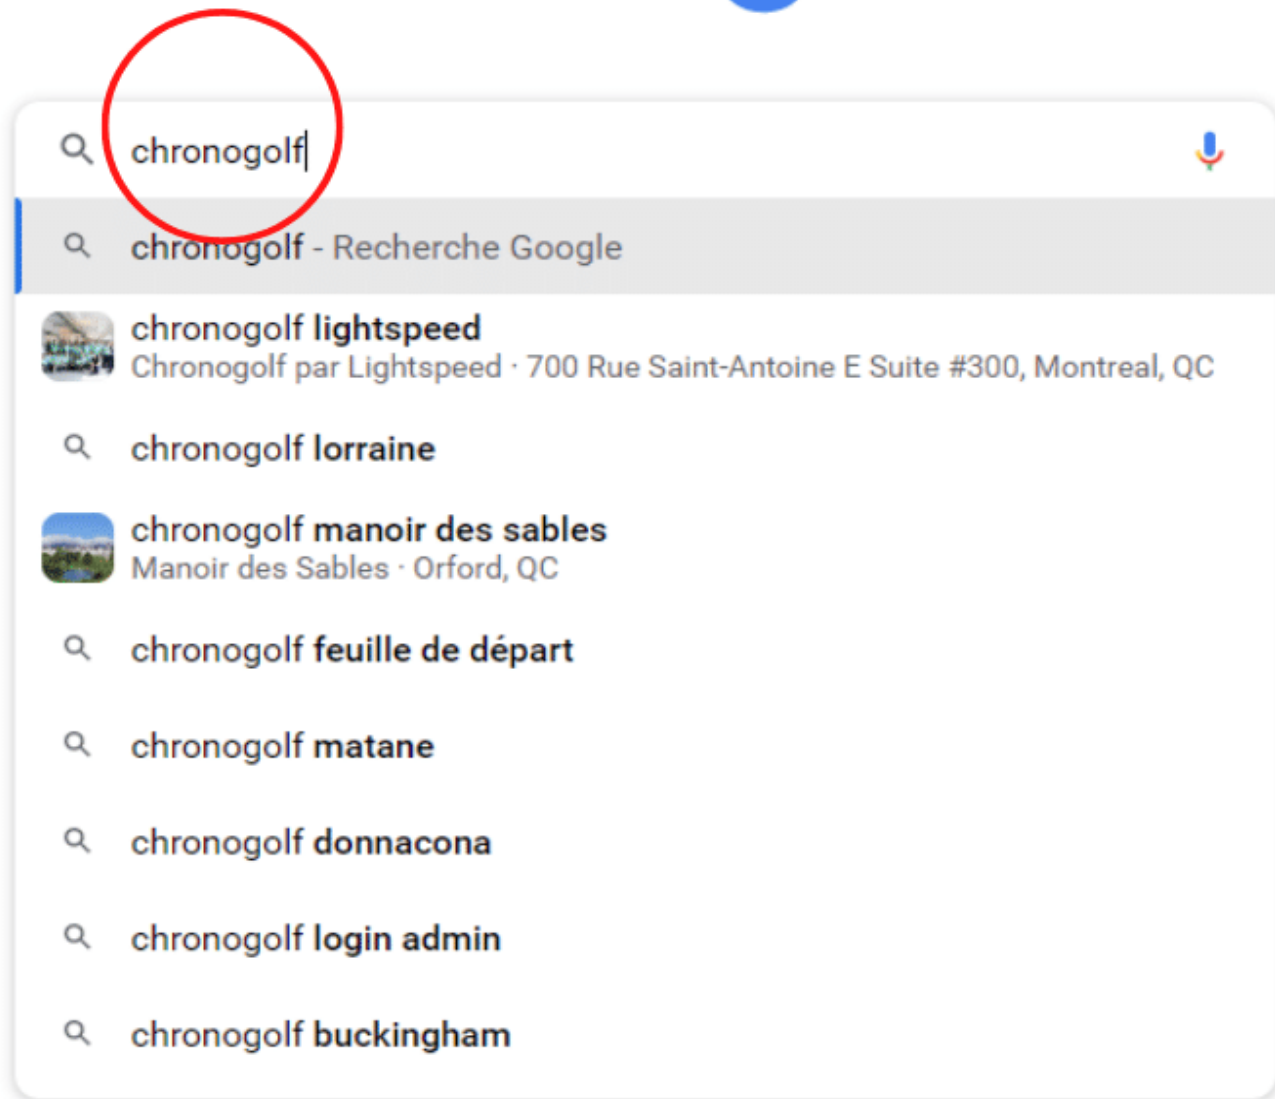 chronogolf
chronogolf - Recherche Google
chronogolf lightspeed
Chronogolf par Lightspeed · 700 Rue Saint-Antoine E Suite #300, Montreal, QC
chronogolf lorraine
chronogolf manoir des sables
Manoir des Sables · Orford, QC
chronogolf feuille de départ
chronogolf matane
chronogolf donnacona
chronogolf login admin
chronogolf buckingham